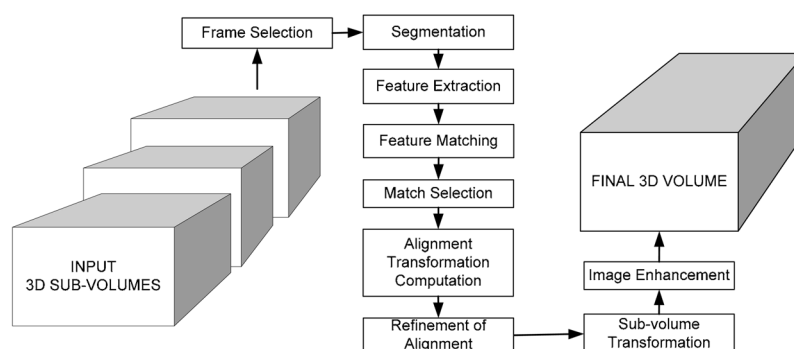 Frame Selection
Segmentation
Feature Extraction
Feature Matching
Match Selection
Alignment
Transformation
Computation
Refinement of
Alignment
INPUT
3D SUB-VOLUMES
FINAL 3D VOLUME
Image Enhancement
Sub-volume
Transformation